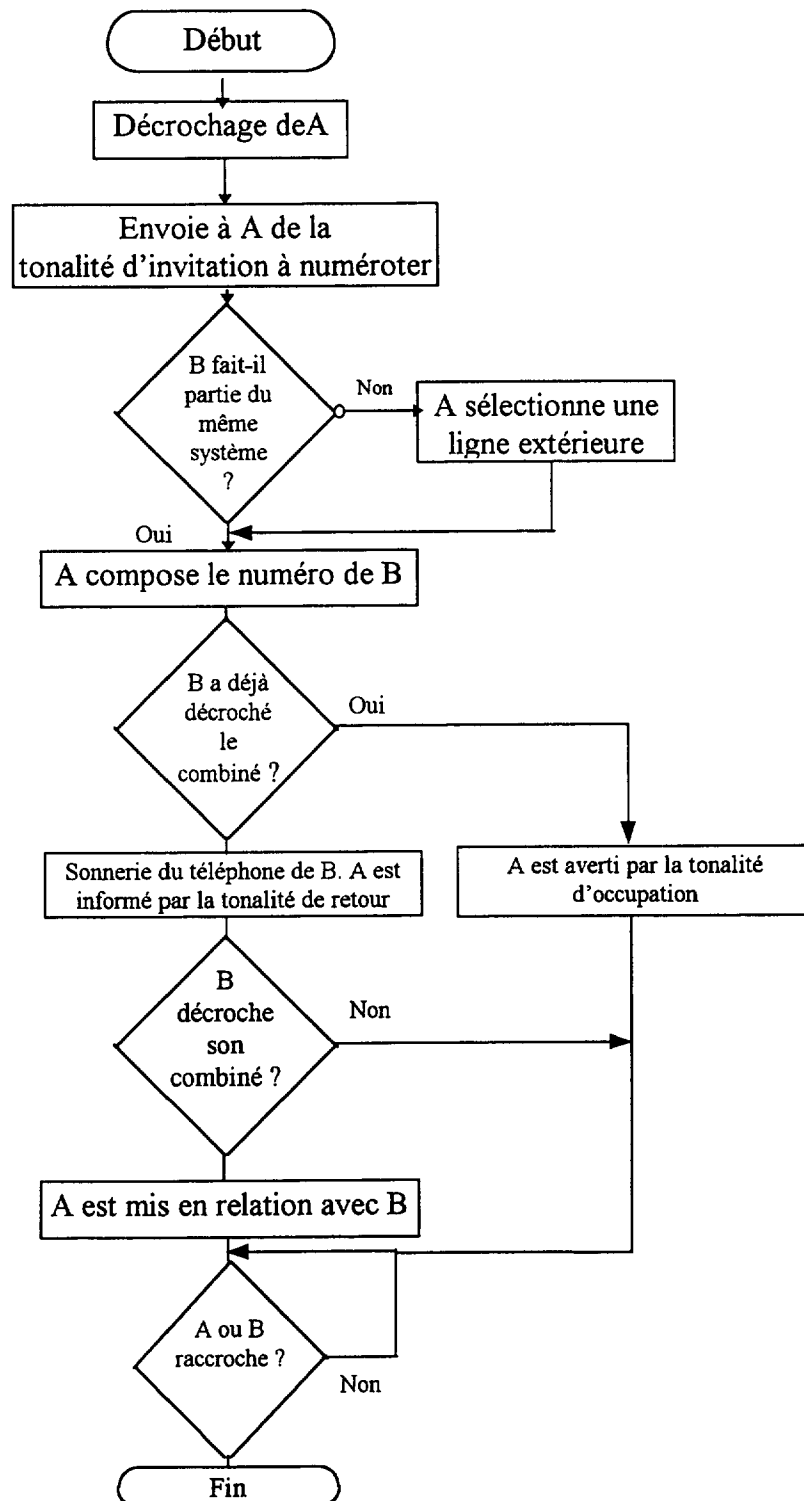 Début
Décrochage deA
Envoie à A de la
tonalité d'invitation à numéroter
B fait-il
partie du
même
système
?
Non
A sélectionne une
ligne extérieure
Oui
A compose le numéro de B
B a déjà
décroché
le
combiné ?
Oui
Sonnerie du téléphone de B. A est
informé par la tonalité de retour
A est averti par la tonalité
d'occupation
B
décroche
son
combiné ?
Non
A est mis en relation avec B
A ou B
raccroche ?
Non
Fin